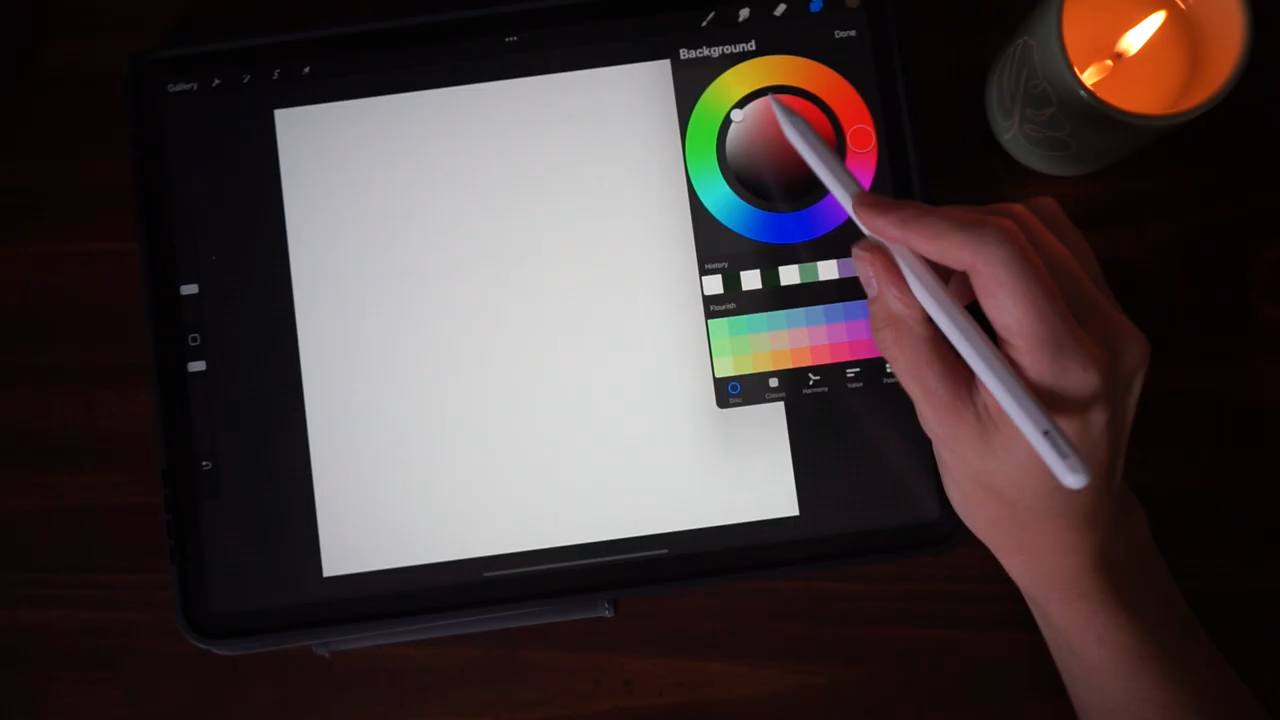 Gallery
Background
Done
History
Flourish
Disc
Classic
Harmony
Value